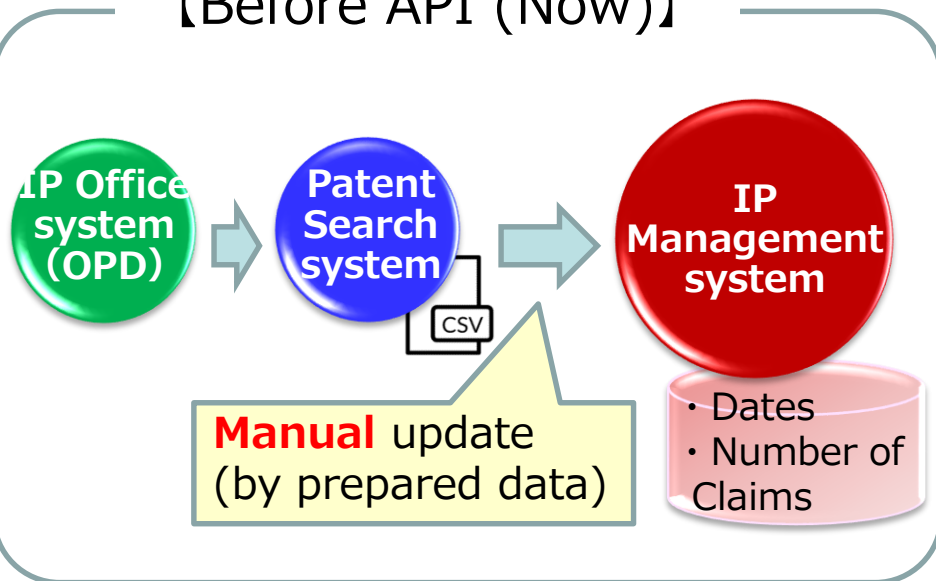 【Before API (Now)】
IP Office
system
(OPD)
Patent
Search
system
CSV
IP
Management
system
Manual update
(by prepared data)
・Dates
・Number of
Claims